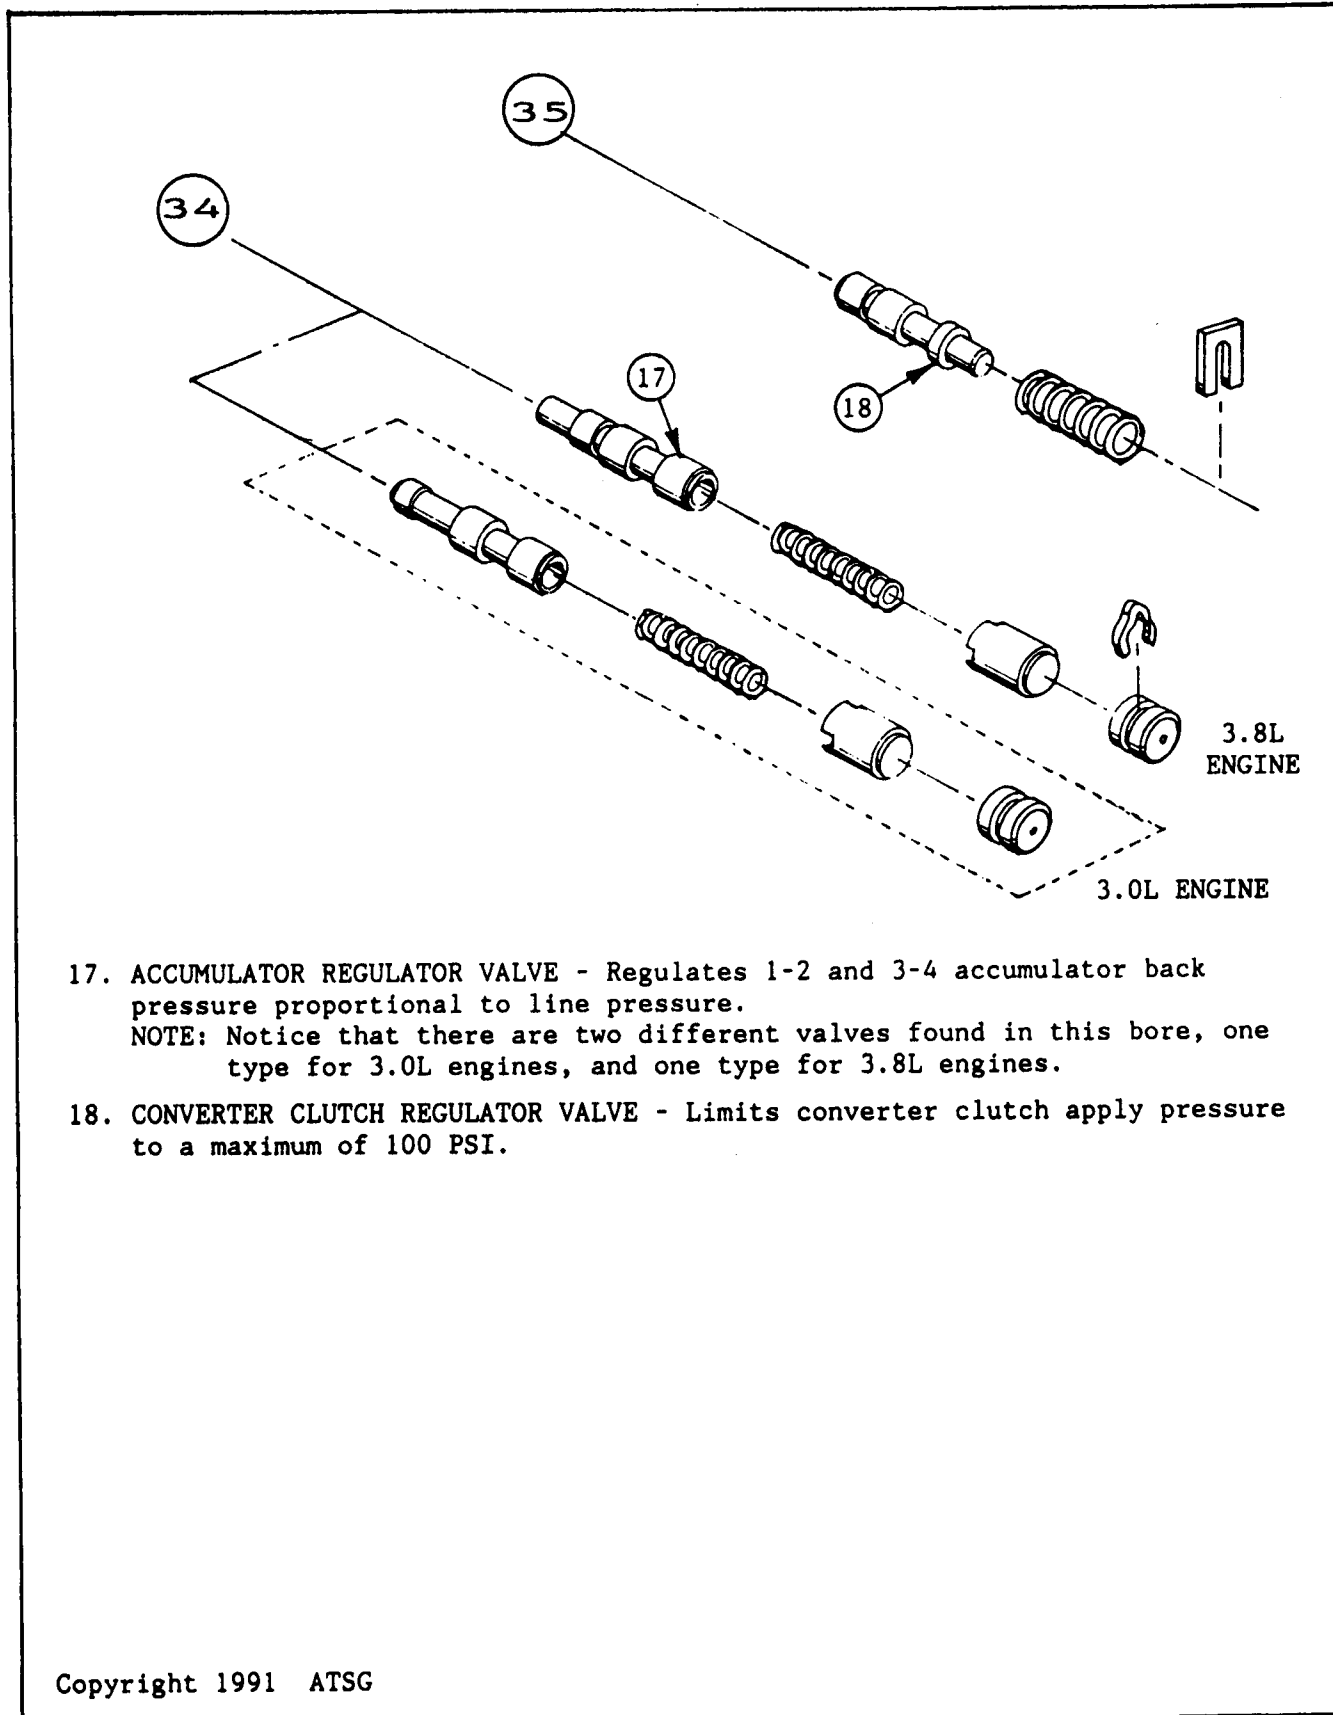 35
34
17
18
3.8L
ENGINE
3.0L ENGINE
17. ACCUMULATOR REGULATOR VALVE - Regulates 1-2 and 3-4 accumulator back
pressure proportional to line pressure.
NOTE: Notice that there are two different valves found in this bore, one
type for 3.0L engines, and one type for 3.8L engines.
18. CONVERTER CLUTCH REGULATOR VALVE - Limits converter clutch apply pressure
to a maximum of 100 PSI.
Copyright 1991 ATSG